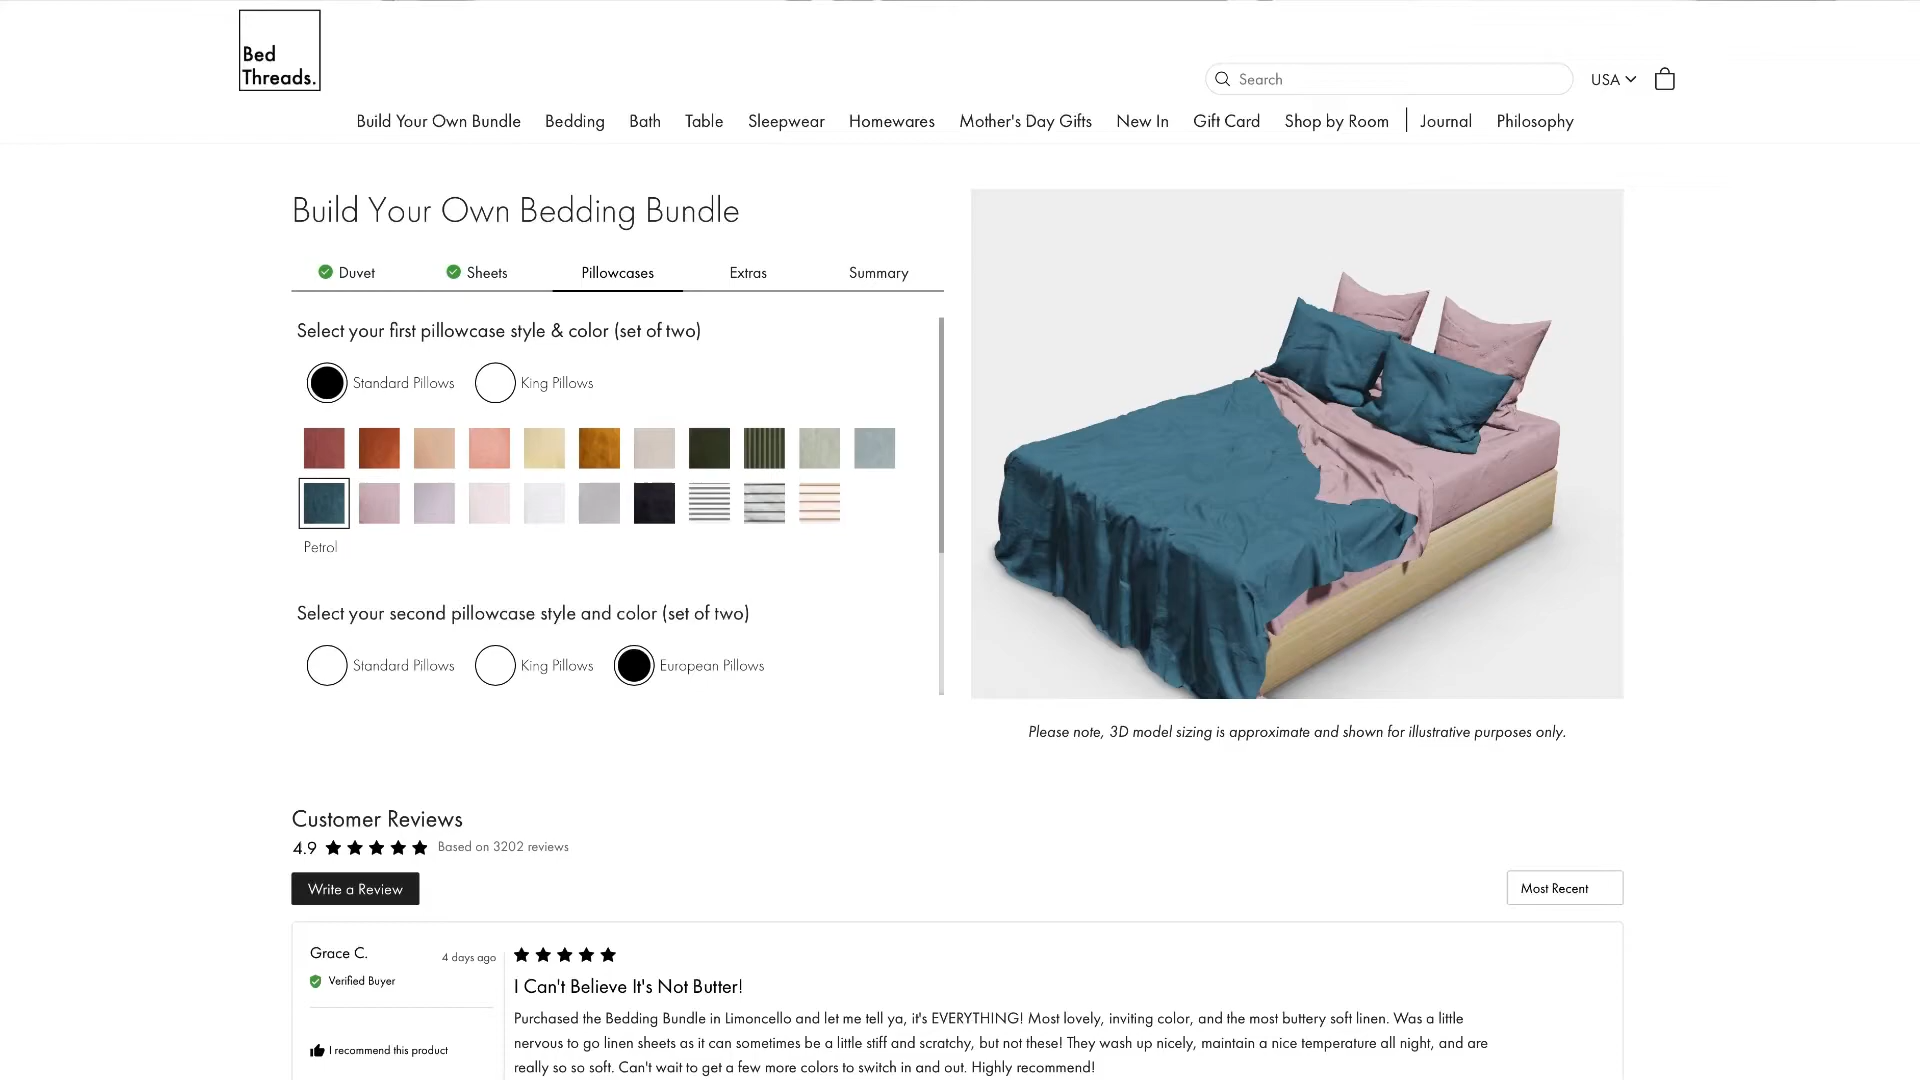 Bed
Threads.
Search
USA
Build Your Own Bundle Bedding Bath Table Sleepwear Homewares Mother's Day Gifts New In Gift Card Shop by Room Journal Philosophy
Build Your Own Bedding Bundle
Duvet Sheets Pillowcases Extras Summary
Select your first pillowcase style & color (set of two)
Standard Pillows King Pillows
Petrol
Select your second pillowcase style and color (set of two)
Standard Pillows King Pillows European Pillows
Please note, 3D model sizing is approximate and shown for illustrative purposes only.
Customer Reviews
4.9 Based on 3202 reviews
Write a Review
Most Recent
Grace C.
4 days ago
Verified Buyer
I recommend this product
I Can't Believe It's Not Butter!
Purchased the Bedding Bundle in Limoncello and let me tell ya, it's EVERYTHING! Most lovely, inviting color, and the most buttery soft linen. Was a little
nervous to go linen sheets as it can sometimes be a little stiff and scratchy, but not these! They wash up nicely, maintain a nice temperature all night, and are
really so so soft. Can't wait to get a few more colors to switch in and out. Highly recommend!